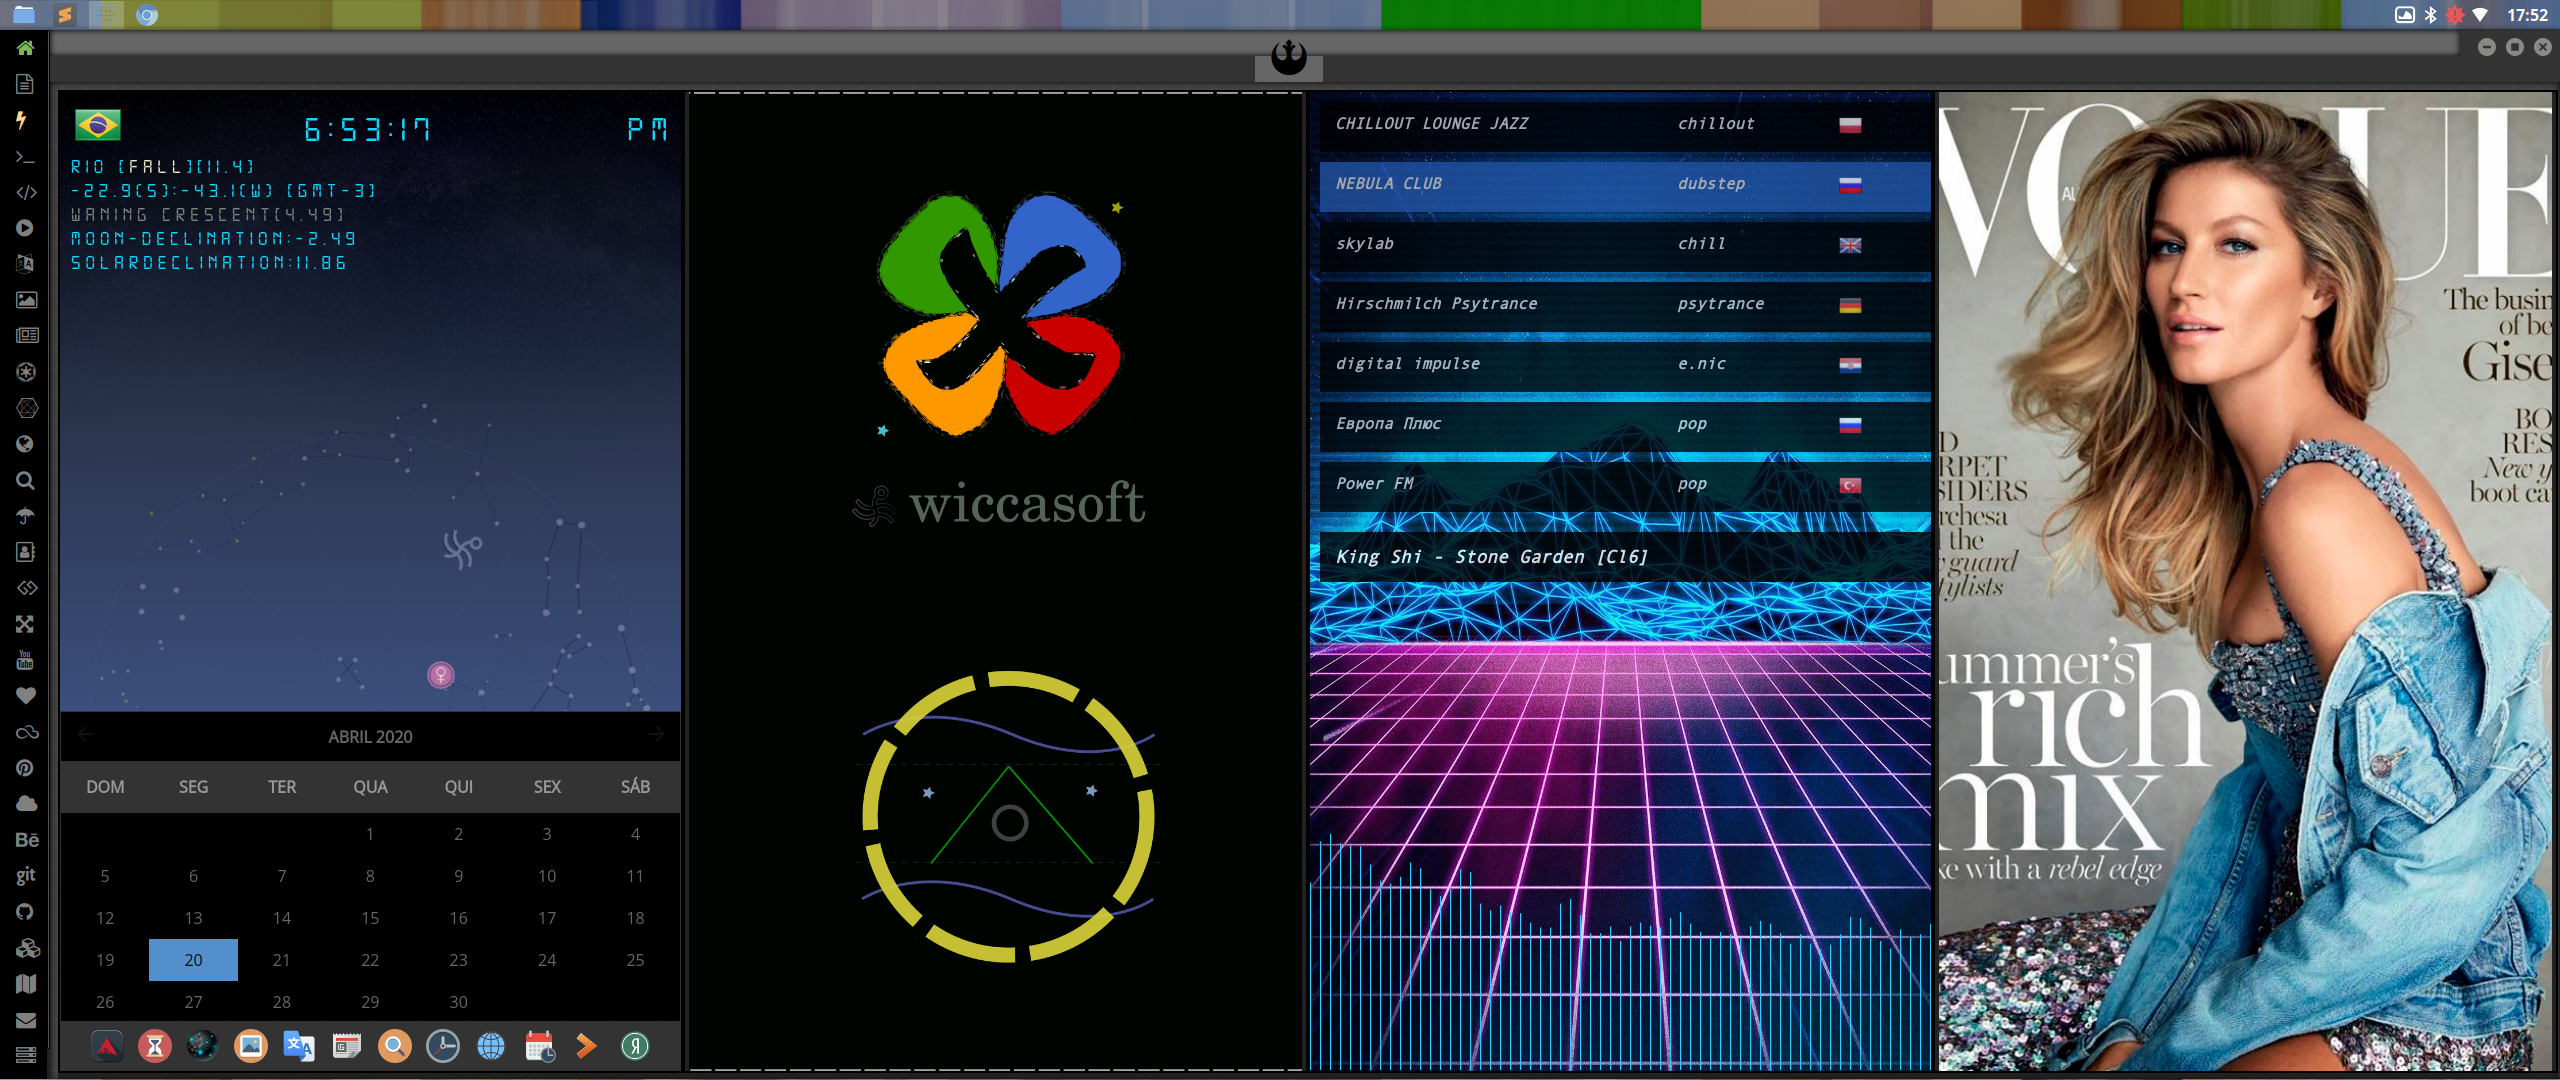 17:52
6:53:17 PM
RIO [FALL][11.4]
-22.9(S):-43.1(W) [GMT-3]
WANING CRESCENT[4.49]
MOON-DECLINATION:-2.49
SOLARDECLINATION:11.86
ABRIL 2020
DOM SEG TER QUA QUI SEX SÁB
1 2 3 4
5 6 7 8 9 10 11
12 13 14 15 16 17 18
19 20 21 22 23 24 25
26 27 28 29 30
You
Tube
Bē
git
wiccasoft
CHILLOUT LOUNGE JAZZ chillout
NEBULA CLUB dubstep
skylab chill
Hirschmilch Psytrance psytrance
digital impulse e.nic
Европа Плюс pop
Power FM pop
King Shi - Stone Garden [Cl6]
VOGUE
AU
The busin
of be
Gise
BO
RES
New y
boot ca
D
RPET
SIDERS
rchesa
the
guard
tylists
ummer's
rich
mix
ke with a rebel edge